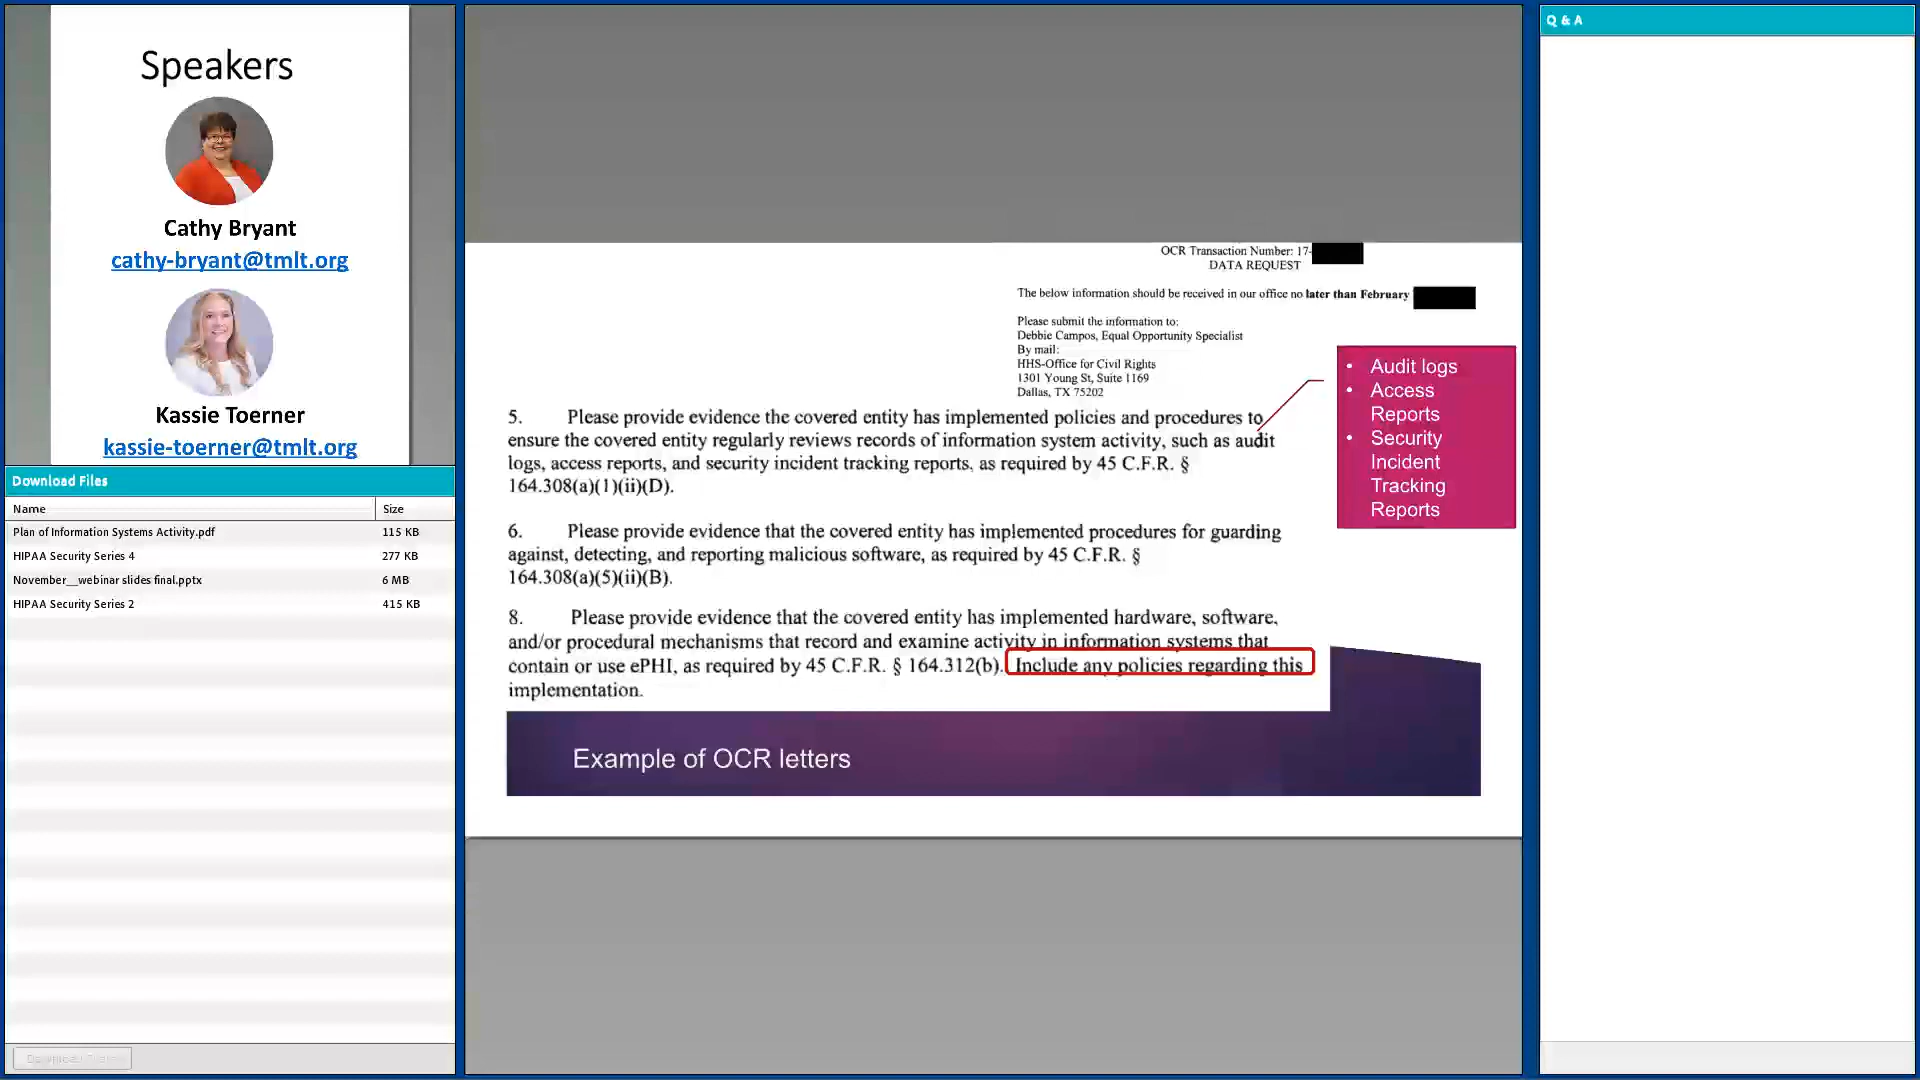 Speakers
Cathy Bryant
cathy-bryant@tmlt.org
Kassie Toerner
kassie-toerner@tmlt.org
Download Files
Name Size
Plan of Information Systems Activity.pdf 115 KB
HIPAA Security Series 4 277 KB
November__webinar slides final.pptx 6 MB
HIPAA Security Series 2 415 KB
OCR Transaction Number: 17-
DATA REQUEST
The below information should be received in our office no later than February
Please submit the information to:
Debbie Campos, Equal Opportunity Specialist
By mail:
HHS-Office for Civil Rights
1301 Young St, Suite 1169
Dallas, TX 75202
5. Please provide evidence the covered entity has implemented policies and procedures to
ensure the covered entity regularly reviews records of information system activity, such as audit
logs, access reports, and security incident tracking reports, as required by 45 C.F.R. §
164.308(a)(1)(ii)(D).
6. Please provide evidence that the covered entity has implemented procedures for guarding
against, detecting, and reporting malicious software, as required by 45 C.F.R. §
164.308(a)(5)(ii)(B).
8. Please provide evidence that the covered entity has implemented hardware, software,
and/or procedural mechanisms that record and examine activity in information systems that
contain or use ePHI, as required by 45 C.F.R. § 164.312(b). Include any policies regarding this
implementation.
• Audit logs
• Access
Reports
• Security
Incident
Tracking
Reports
Example of OCR letters
Q & A